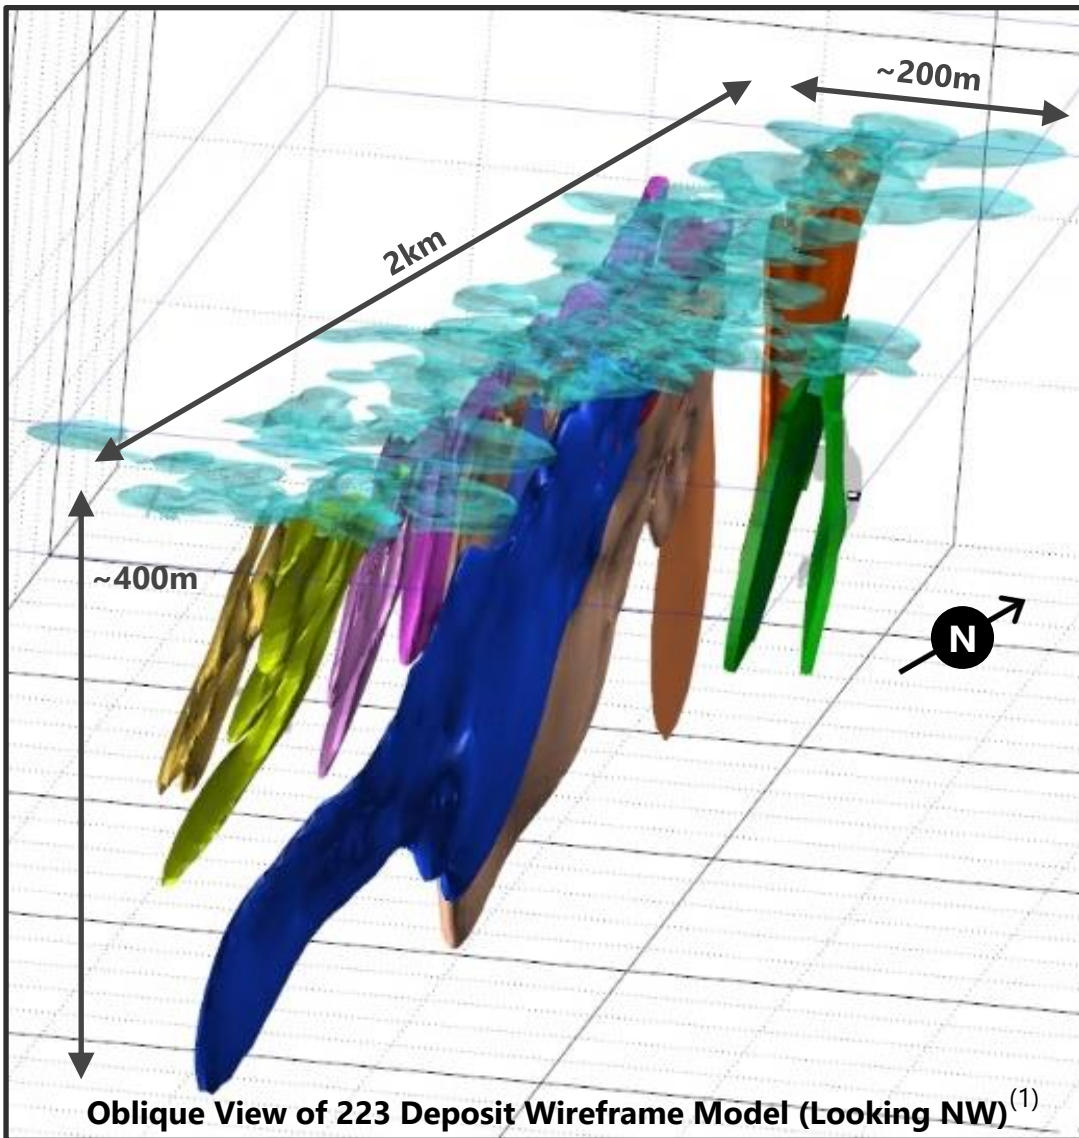 ~200m
2km
~400m
N
Oblique View of 223 Deposit Wireframe Model (Looking NW)(1)